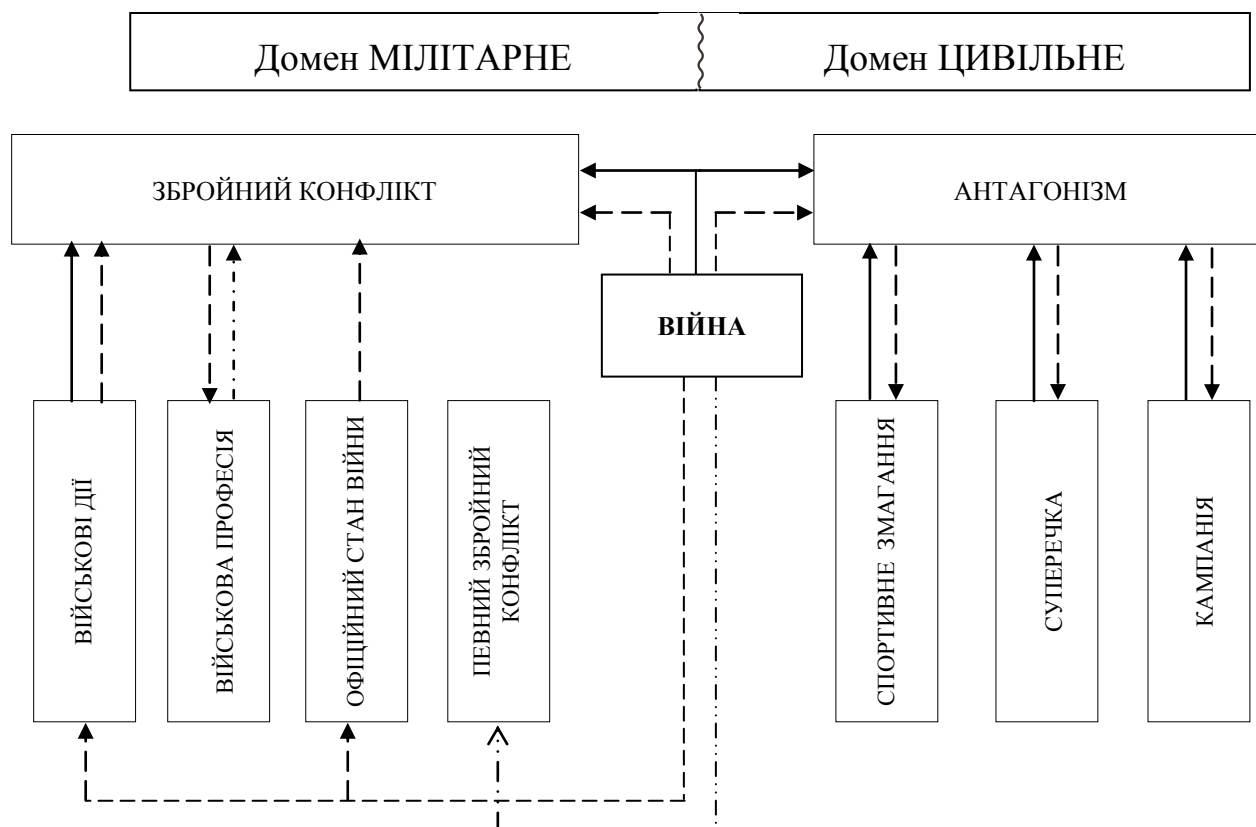 Домен МІЛІТАРНЕ
Домен ЦИВІЛЬНЕ
ЗБРОЙНИЙ КОНФЛІКТ
АНТАГОНІЗМ
ВІЙНА
ВІЙСЬКОВІ ДІЇ
ВІЙСЬКОВА ПРОФЕСІЯ
ОФІЦІЙНИЙ СТАН ВІЙНИ
ПЕВНИЙ ЗБРОЙНИЙ
КОНФЛІКТ
СПОРТИВНЕ ЗМАГАННЯ
СУПЕРЕЧКА
КАМПАНІЯ